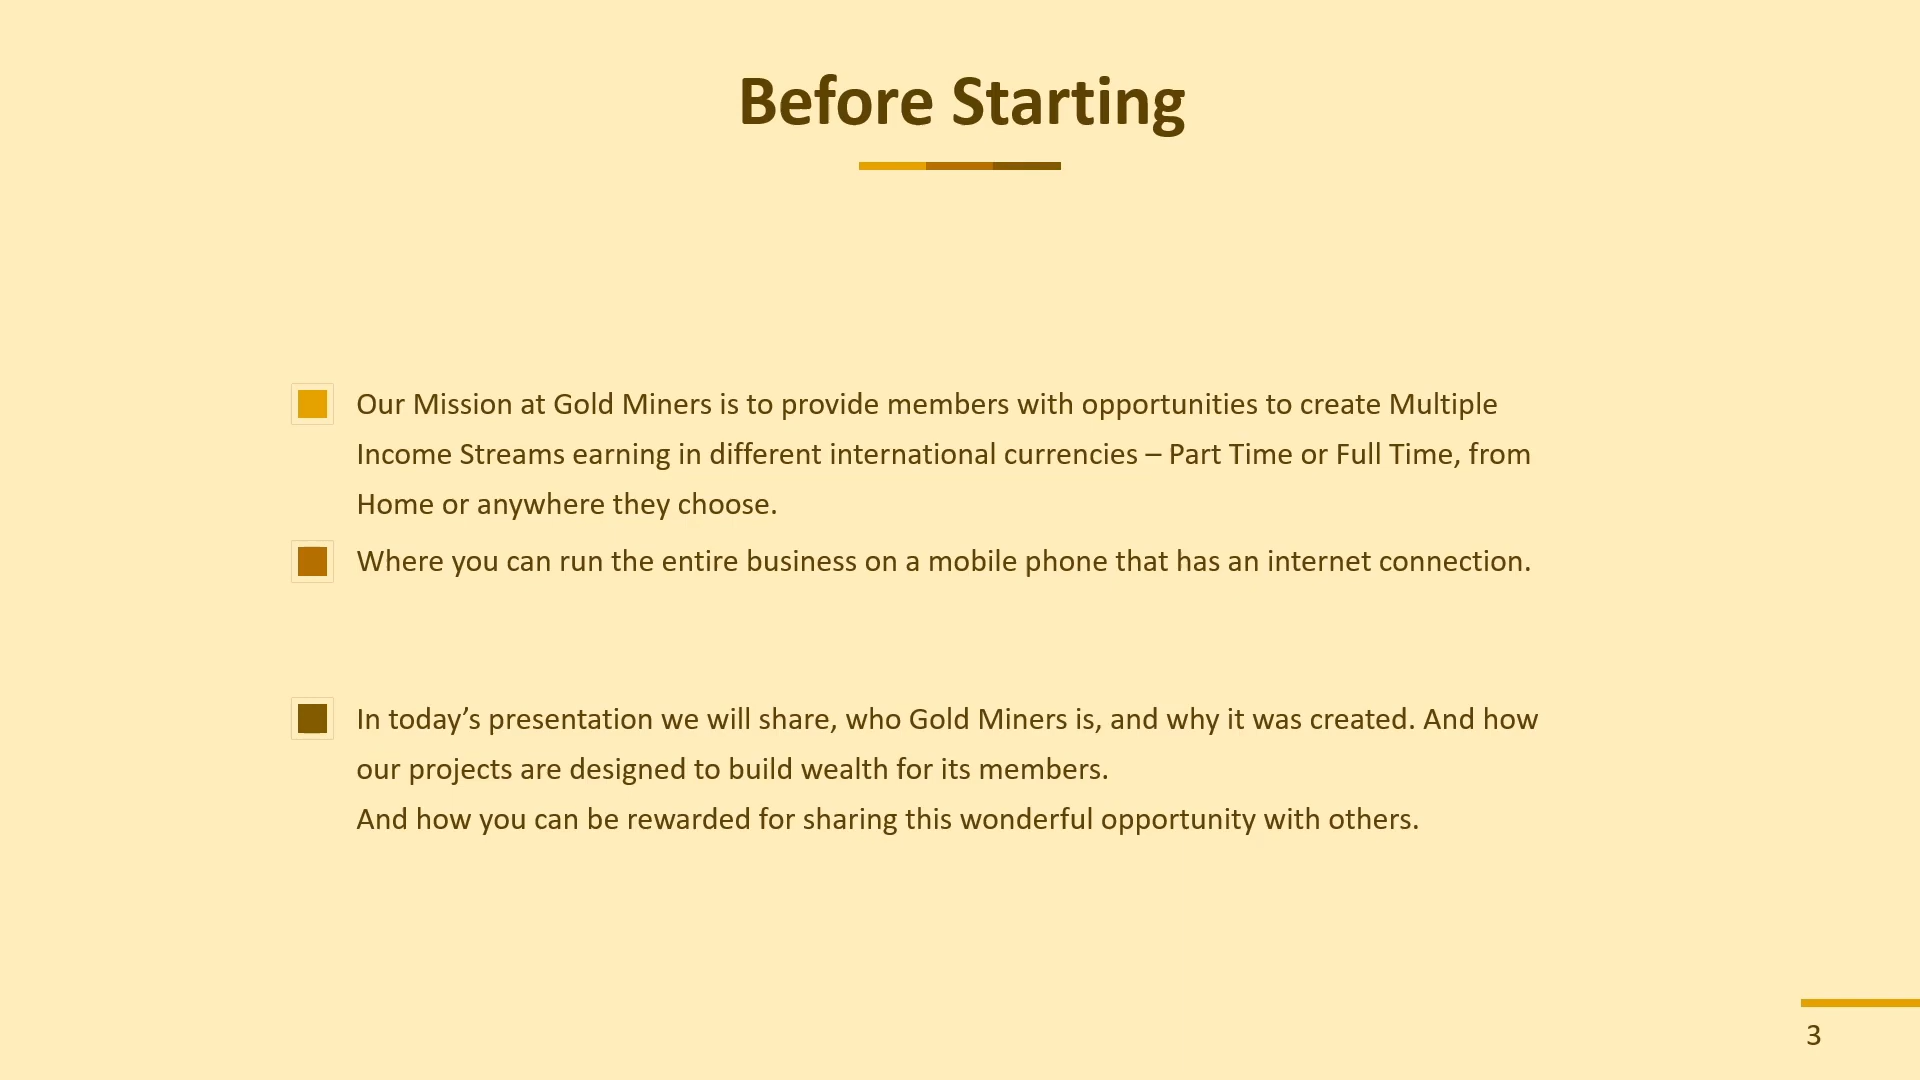 Before Starting
Our Mission at Gold Miners is to provide members with opportunities to create Multiple
Income Streams earning in different international currencies – Part Time or Full Time, from
Home or anywhere they choose.
Where you can run the entire business on a mobile phone that has an internet connection.
In today’s presentation we will share, who Gold Miners is, and why it was created. And how
our projects are designed to build wealth for its members.
And how you can be rewarded for sharing this wonderful opportunity with others.
3